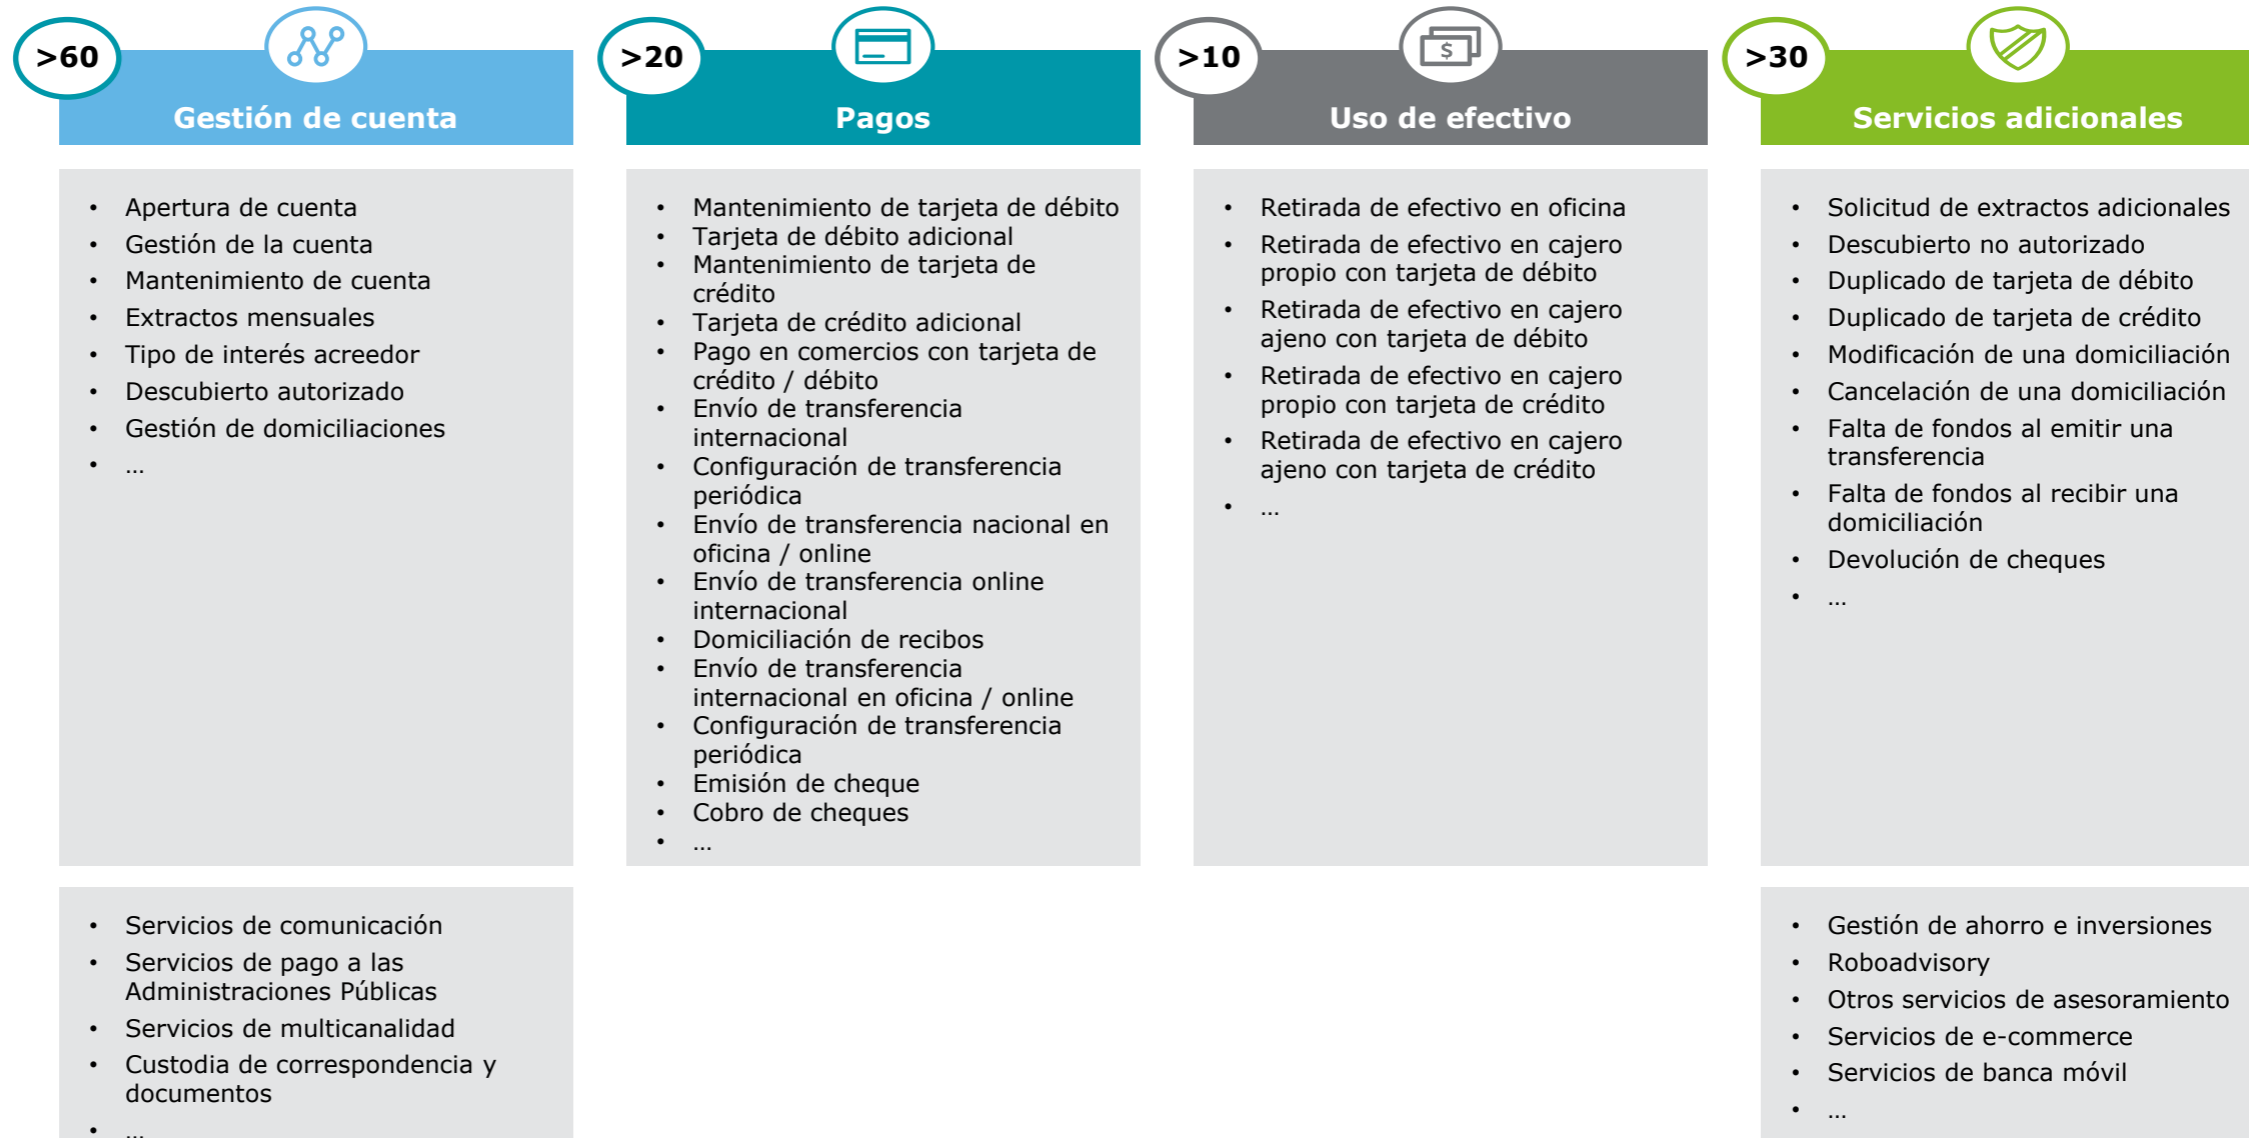 >60
Gestión de cuenta
• Apertura de cuenta
• Gestión de la cuenta
• Mantenimiento de cuenta
• Extractos mensuales
• Tipo de interés acreedor
• Descubierto autorizado
• Gestión de domiciliaciones
• ...
• Servicios de comunicación
• Servicios de pago a las
Administraciones Públicas
• Servicios de multicanalidad
• Custodia de correspondencia y
documentos
• ...
>20
Pagos
• Mantenimiento de tarjeta de débito
• Tarjeta de débito adicional
• Mantenimiento de tarjeta de
crédito
• Tarjeta de crédito adicional
• Pago en comercios con tarjeta de
crédito / débito
• Envío de transferencia
internacional
• Configuración de transferencia
periódica
• Envío de transferencia nacional en
oficina / online
• Envío de transferencia online
internacional
• Domiciliación de recibos
• Envío de transferencia
internacional en oficina / online
• Configuración de transferencia
periódica
• Emisión de cheque
• Cobro de cheques
• ...
>10
$
Uso de efectivo
• Retirada de efectivo en oficina
• Retirada de efectivo en cajero
propio con tarjeta de débito
• Retirada de efectivo en cajero
ajeno con tarjeta de débito
• Retirada de efectivo en cajero
propio con tarjeta de crédito
• Retirada de efectivo en cajero
ajeno con tarjeta de crédito
• ...
>30
Servicios adicionales
• Solicitud de extractos adicionales
• Descubierto no autorizado
• Duplicado de tarjeta de débito
• Duplicado de tarjeta de crédito
• Modificación de una domiciliación
• Cancelación de una domiciliación
• Falta de fondos al emitir una
transferencia
• Falta de fondos al recibir una
domiciliación
• Devolución de cheques
• ...
• Gestión de ahorro e inversiones
• Roboadvisory
• Otros servicios de asesoramiento
• Servicios de e-commerce
• Servicios de banca móvil
• ...